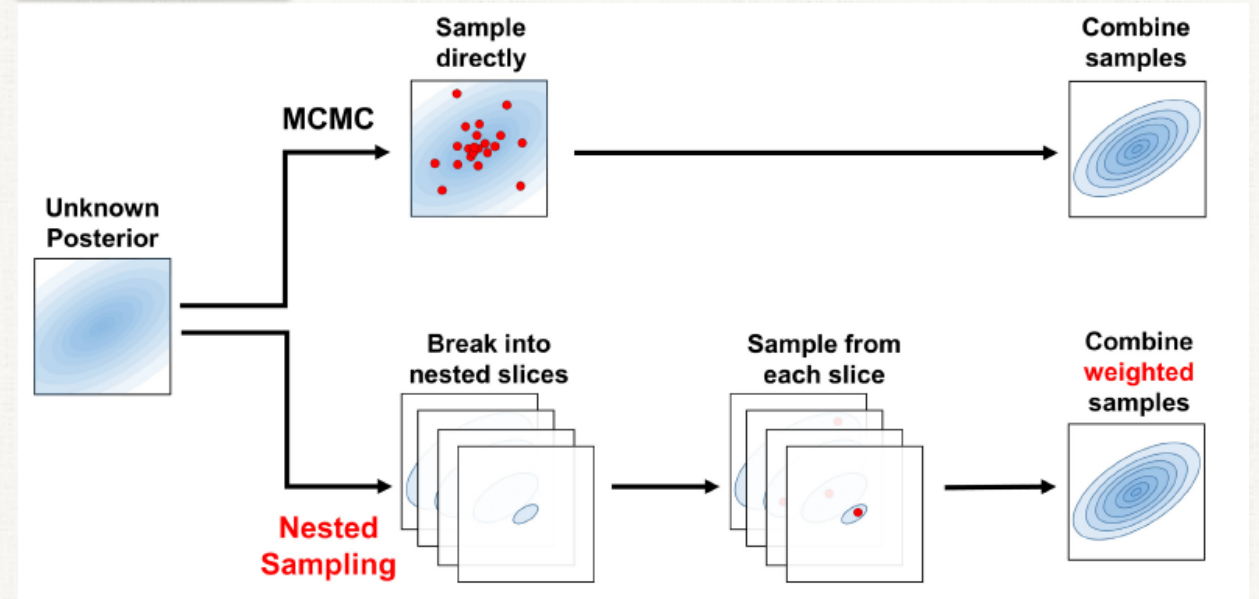 Sample
directly
Combine
samples
MCMC
Unknown
Posterior
Break into
nested slices
Sample from
each slice
Combine
weighted
samples
Nested
Sampling